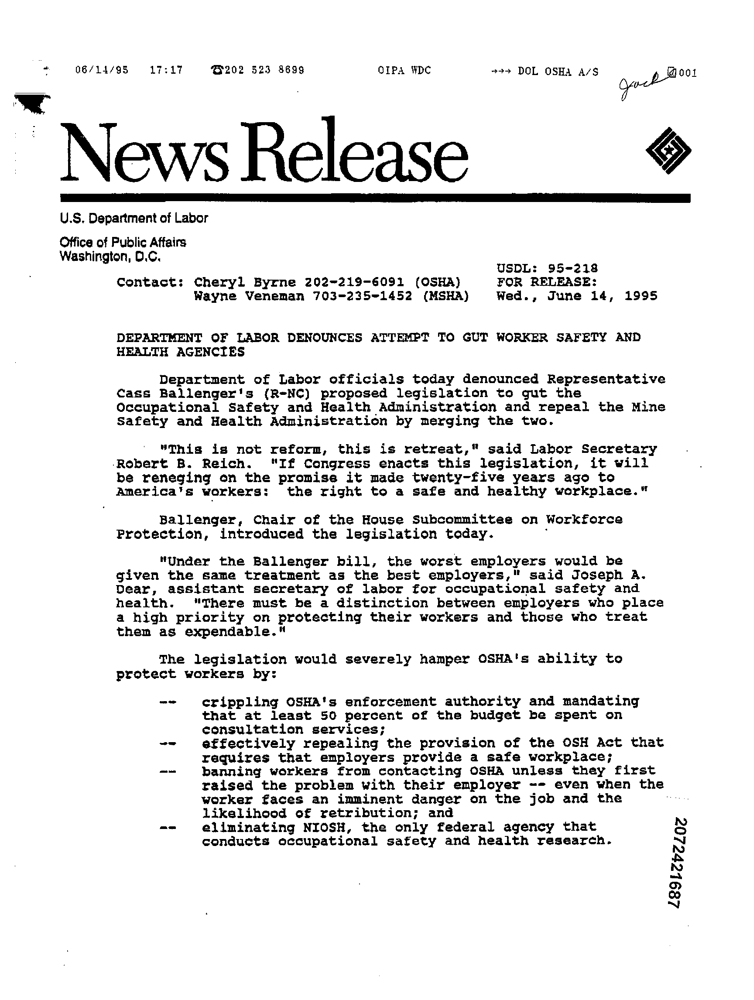 06/14/95 17:17 ☎202 523 8699 OIPA WDC →→→ DOL OSHA A/S 001
Jack
News Release
U.S. Department of Labor
Office of Public Affairs
Washington, D.C.
USDL: 95-218
Contact: Cheryl Byrne 202-219-6091 (OSHA) FOR RELEASE:
Wayne Veneman 703-235-1452 (MSHA) Wed., June 14, 1995
DEPARTMENT OF LABOR DENOUNCES ATTEMPT TO GUT WORKER SAFETY AND
HEALTH AGENCIES
Department of Labor officials today denounced Representative
Cass Ballenger's (R-NC) proposed legislation to gut the
Occupational Safety and Health Administration and repeal the Mine
Safety and Health Administration by merging the two.
"This is not reform, this is retreat," said Labor Secretary
Robert B. Reich. "If Congress enacts this legislation, it will
be reneging on the promise it made twenty-five years ago to
America's workers: the right to a safe and healthy workplace."
Ballenger, Chair of the House Subcommittee on Workforce
Protection, introduced the legislation today.
"Under the Ballenger bill, the worst employers would be
given the same treatment as the best employers," said Joseph A.
Dear, assistant secretary of labor for occupational safety and
health. "There must be a distinction between employers who place
a high priority on protecting their workers and those who treat
them as expendable."
The legislation would severely hamper OSHA's ability to
protect workers by:
-- crippling OSHA's enforcement authority and mandating
that at least 50 percent of the budget be spent on
consultation services;
-- effectively repealing the provision of the OSH Act that
requires that employers provide a safe workplace;
-- banning workers from contacting OSHA unless they first
raised the problem with their employer -- even when the
worker faces an imminent danger on the job and the
likelihood of retribution; and
-- eliminating NIOSH, the only federal agency that
conducts occupational safety and health research.
2072421687